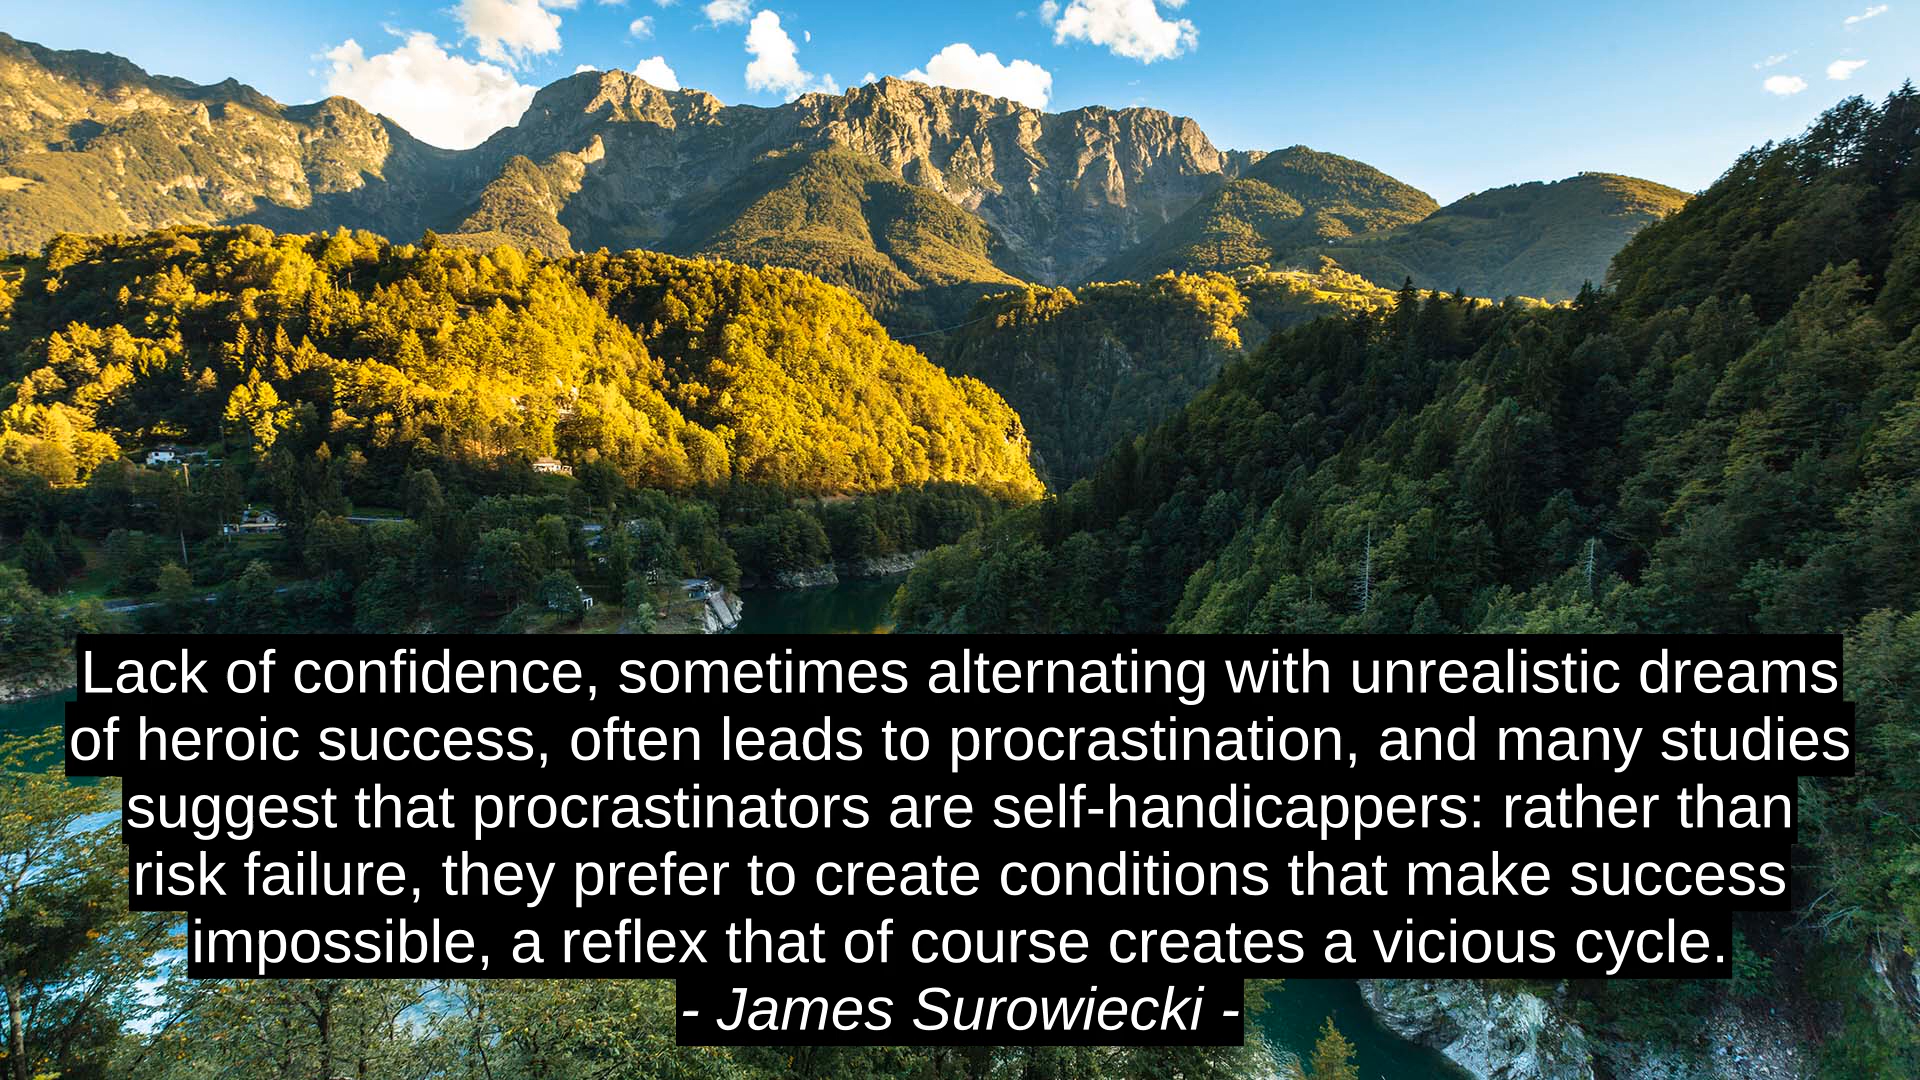 Lack of confidence, sometimes alternating with unrealistic dreams
of heroic success, often leads to procrastination, and many studies
suggest that procrastinators are self-handicappers: rather than
risk failure, they prefer to create conditions that make success
impossible, a reflex that of course creates a vicious cycle.
- James Surowiecki -